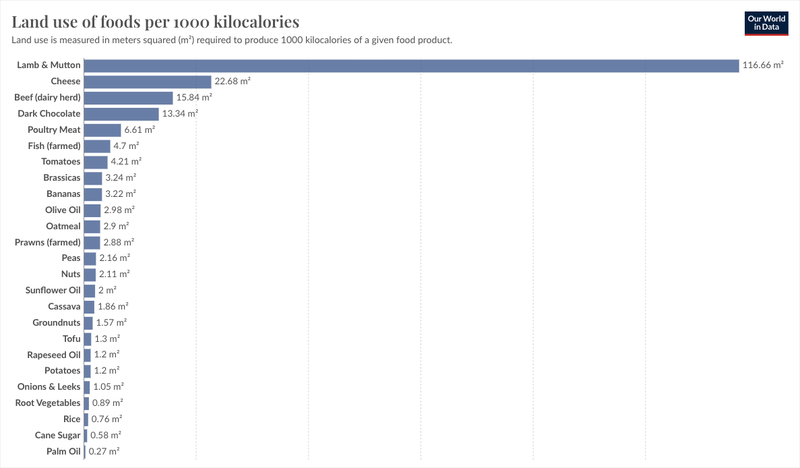 Land use of foods per 1000 kilocalories
Our World
in Data
Land use is measured in meters squared (m²) required to produce 1000 kilocalories of a given food product.
Lamb & Mutton 116.66 m²
Cheese 22.68 m²
Beef (dairy herd) 15.84 m²
Dark Chocolate 13.34 m²
Poultry Meat 6.61 m²
Fish (farmed) 4.7 m²
Tomatoes 4.21 m²
Brassicas 3.24 m²
Bananas 3.22 m²
Olive Oil 2.98 m²
Oatmeal 2.9 m²
Prawns (farmed) 2.88 m²
Peas 2.16 m²
Nuts 2.11 m²
Sunflower Oil 2 m²
Cassava 1.86 m²
Groundnuts 1.57 m²
Tofu 1.3 m²
Rapeseed Oil 1.2 m²
Potatoes 1.2 m²
Onions & Leeks 1.05 m²
Root Vegetables 0.89 m²
Rice 0.76 m²
Cane Sugar 0.58 m²
Palm Oil 0.27 m²